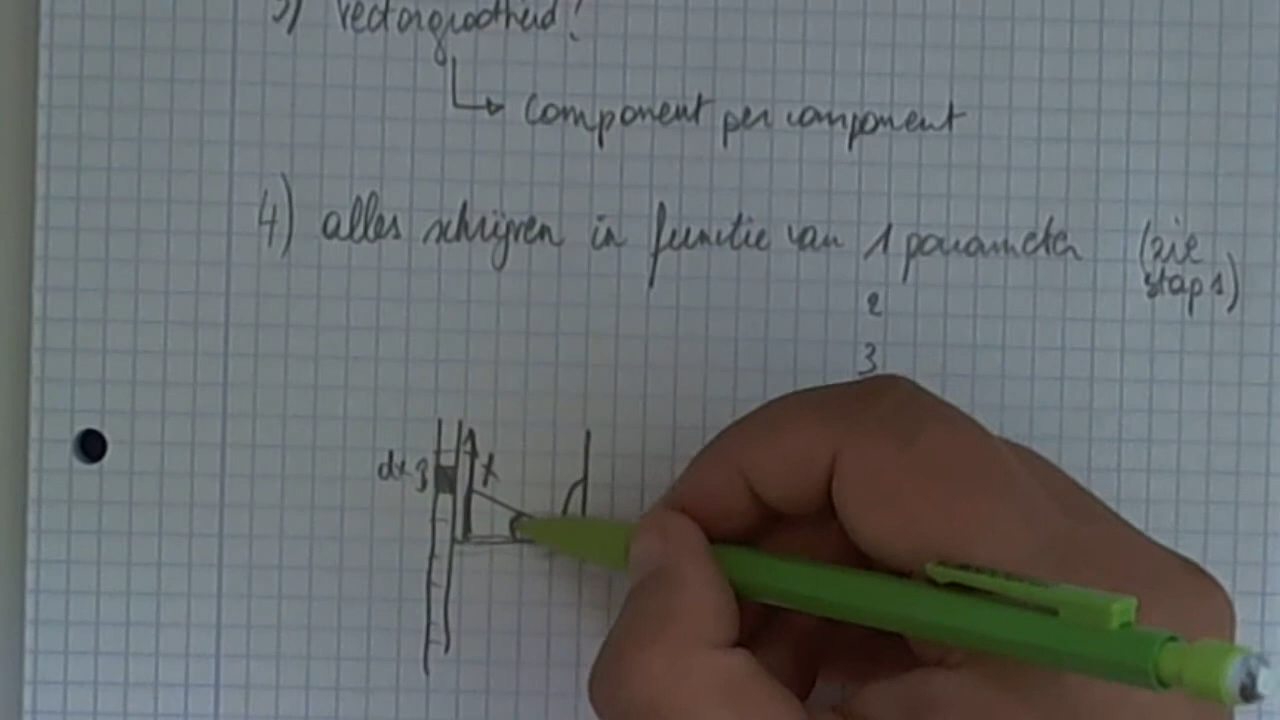 3) vectorgrootheid!
component per component
4) alles schrijven in functie van 1 parameter (zie stap 1)
2
3
dx
x